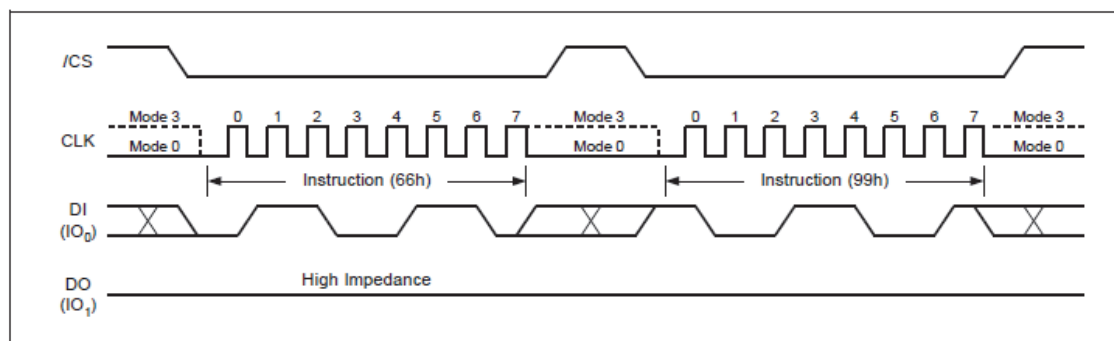 /CS
Mode 3 0 1 2 3 4 5 6 7 Mode 3 0 1 2 3 4 5 6 7 Mode 3
CLK
Mode 0 Mode 0 Mode 0
Instruction (66h) Instruction (99h)
DI
(IO₀)
High Impedance
DO
(IO₁)